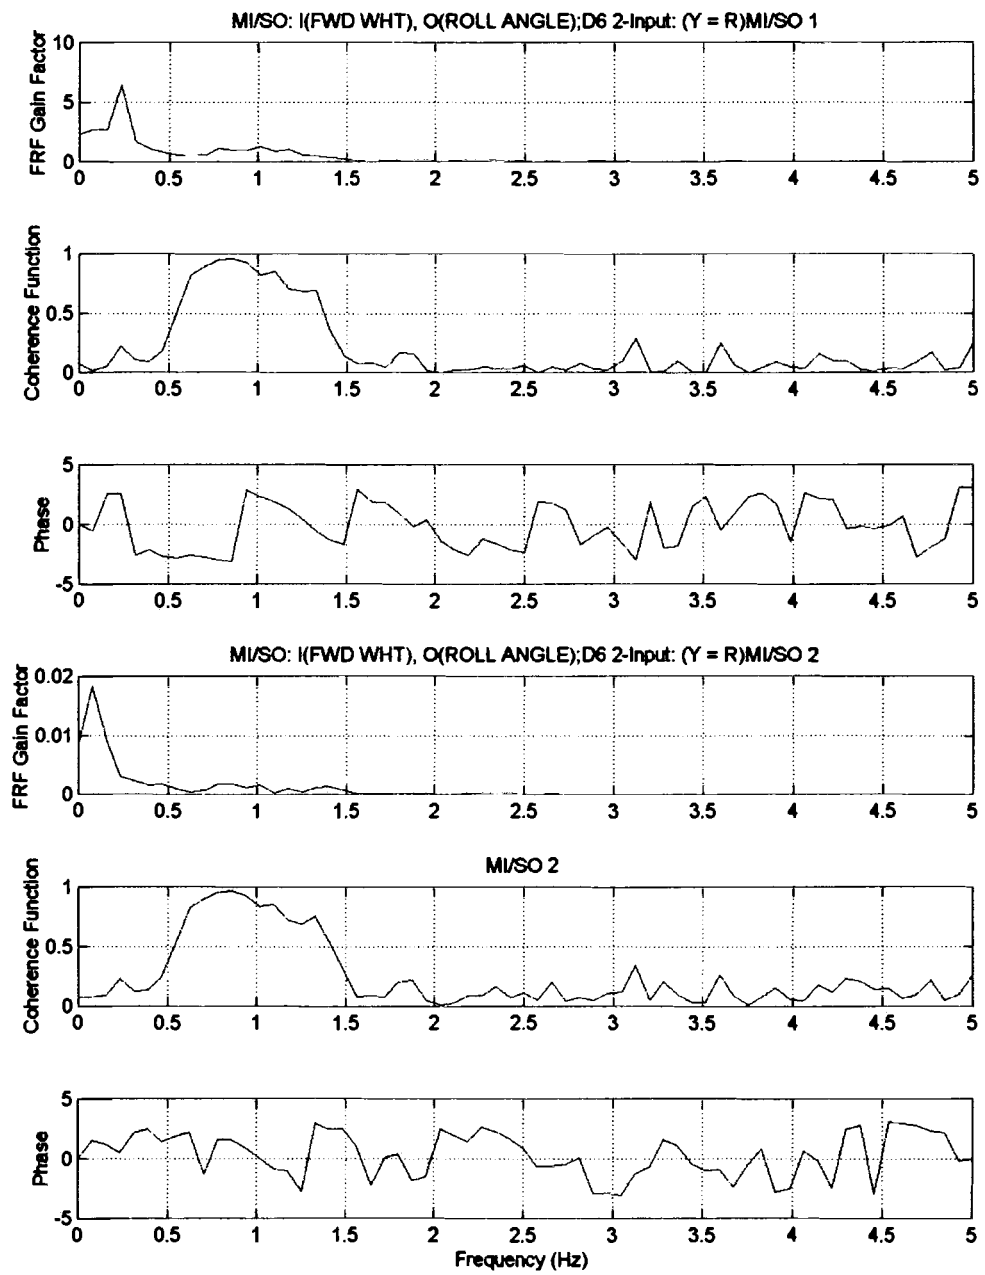 MI/SO: I(FWD WHT), O(ROLL ANGLE);D6 2-Input: (Y = R)MI/SO 1
FRF Gain Factor
10
5
0
0 0.5 1 1.5 2 2.5 3 3.5 4 4.5 5
Coherence Function
1
0.5
0
0 0.5 1 1.5 2 2.5 3 3.5 4 4.5 5
Phase
5
0
-5
0 0.5 1 1.5 2 2.5 3 3.5 4 4.5 5
MI/SO: I(FWD WHT), O(ROLL ANGLE);D6 2-Input: (Y = R)MI/SO 2
FRF Gain Factor
0.02
0.01
0
0 0.5 1 1.5 2 2.5 3 3.5 4 4.5 5
MI/SO 2
Coherence Function
1
0.5
0
0 0.5 1 1.5 2 2.5 3 3.5 4 4.5 5
Phase
5
0
-5
0 0.5 1 1.5 2 2.5 3 3.5 4 4.5 5
Frequency (Hz)